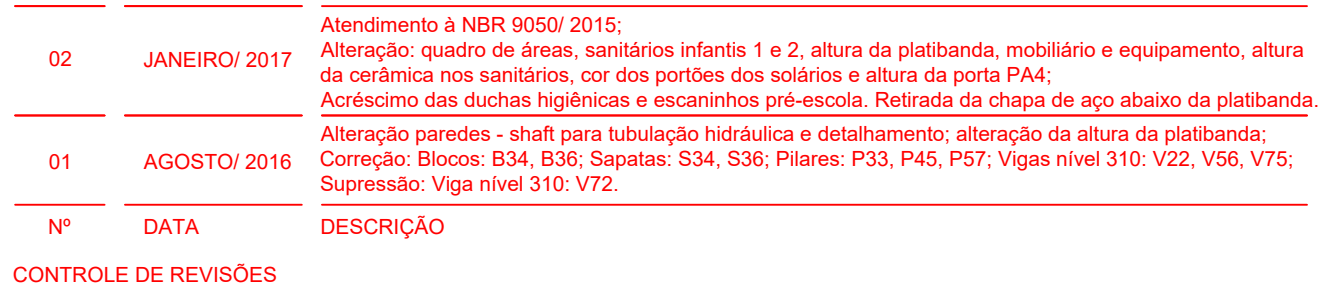 Atendimento à NBR 9050/ 2015;
02 JANEIRO/ 2017 Alteração: quadro de áreas, sanitários infantis 1 e 2, altura da platibanda, mobiliário e equipamento, altura
da cerâmica nos sanitários, cor dos portões dos solários e altura da porta PA4;
Acréscimo das duchas higiênicas e escaninhos pré-escola. Retirada da chapa de aço abaixo da platibanda.
Alteração paredes - shaft para tubulação hidráulica e detalhamento; alteração da altura da platibanda;
01 AGOSTO/ 2016 Correção: Blocos: B34, B36; Sapatas: S34, S36; Pilares: P33, P45, P57; Vigas nível 310: V22, V56, V75;
Supressão: Viga nível 310: V72.
Nº DATA DESCRIÇÃO
CONTROLE DE REVISÕES